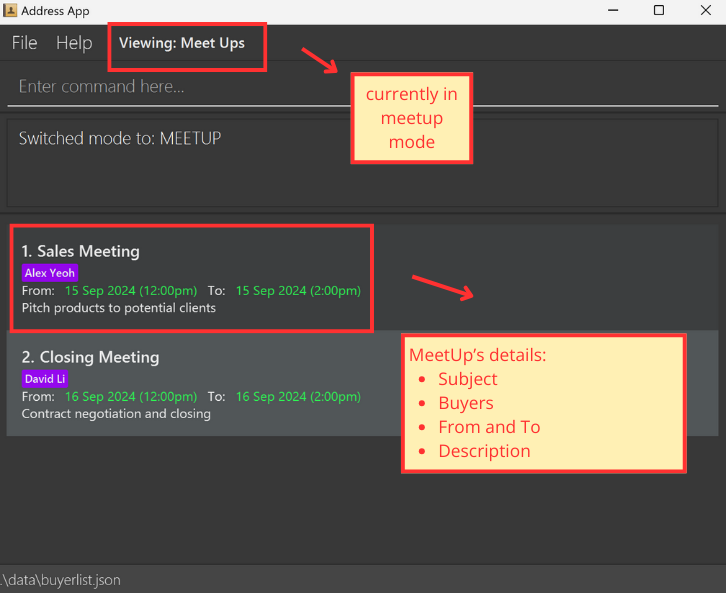 Address App
File Help Viewing: Meet Ups
Enter command here...
currently in
meetup
mode
Switched mode to: MEETUP
1. Sales Meeting
Alex Yeoh
From: 15 Sep 2024 (12:00pm) To: 15 Sep 2024 (2:00pm)
Pitch products to potential clients
2. Closing Meeting
David Li
From: 16 Sep 2024 (12:00pm) To: 16 Sep 2024 (2:00pm)
Contract negotiation and closing
MeetUp's details:
• Subject
• Buyers
• From and To
• Description
.\data\buyerlist.json